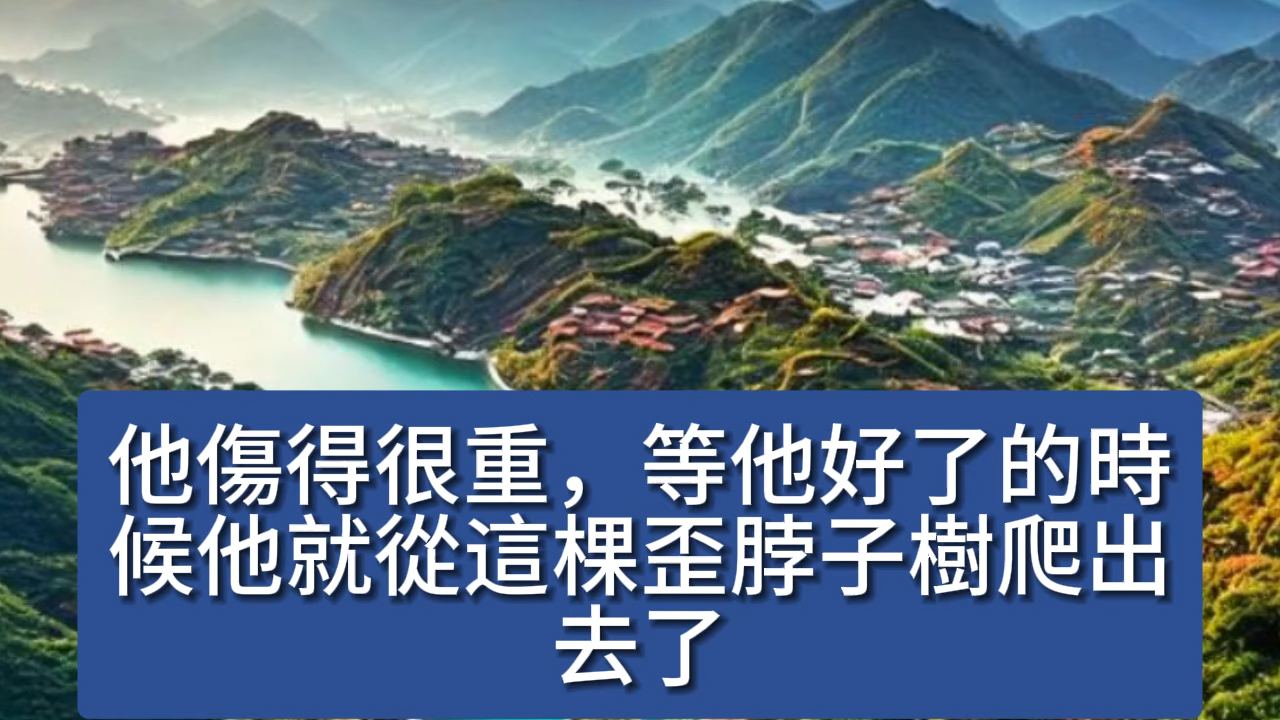 他傷得很重，等他好了的時
候他就從這棵歪脖子樹爬出
去了